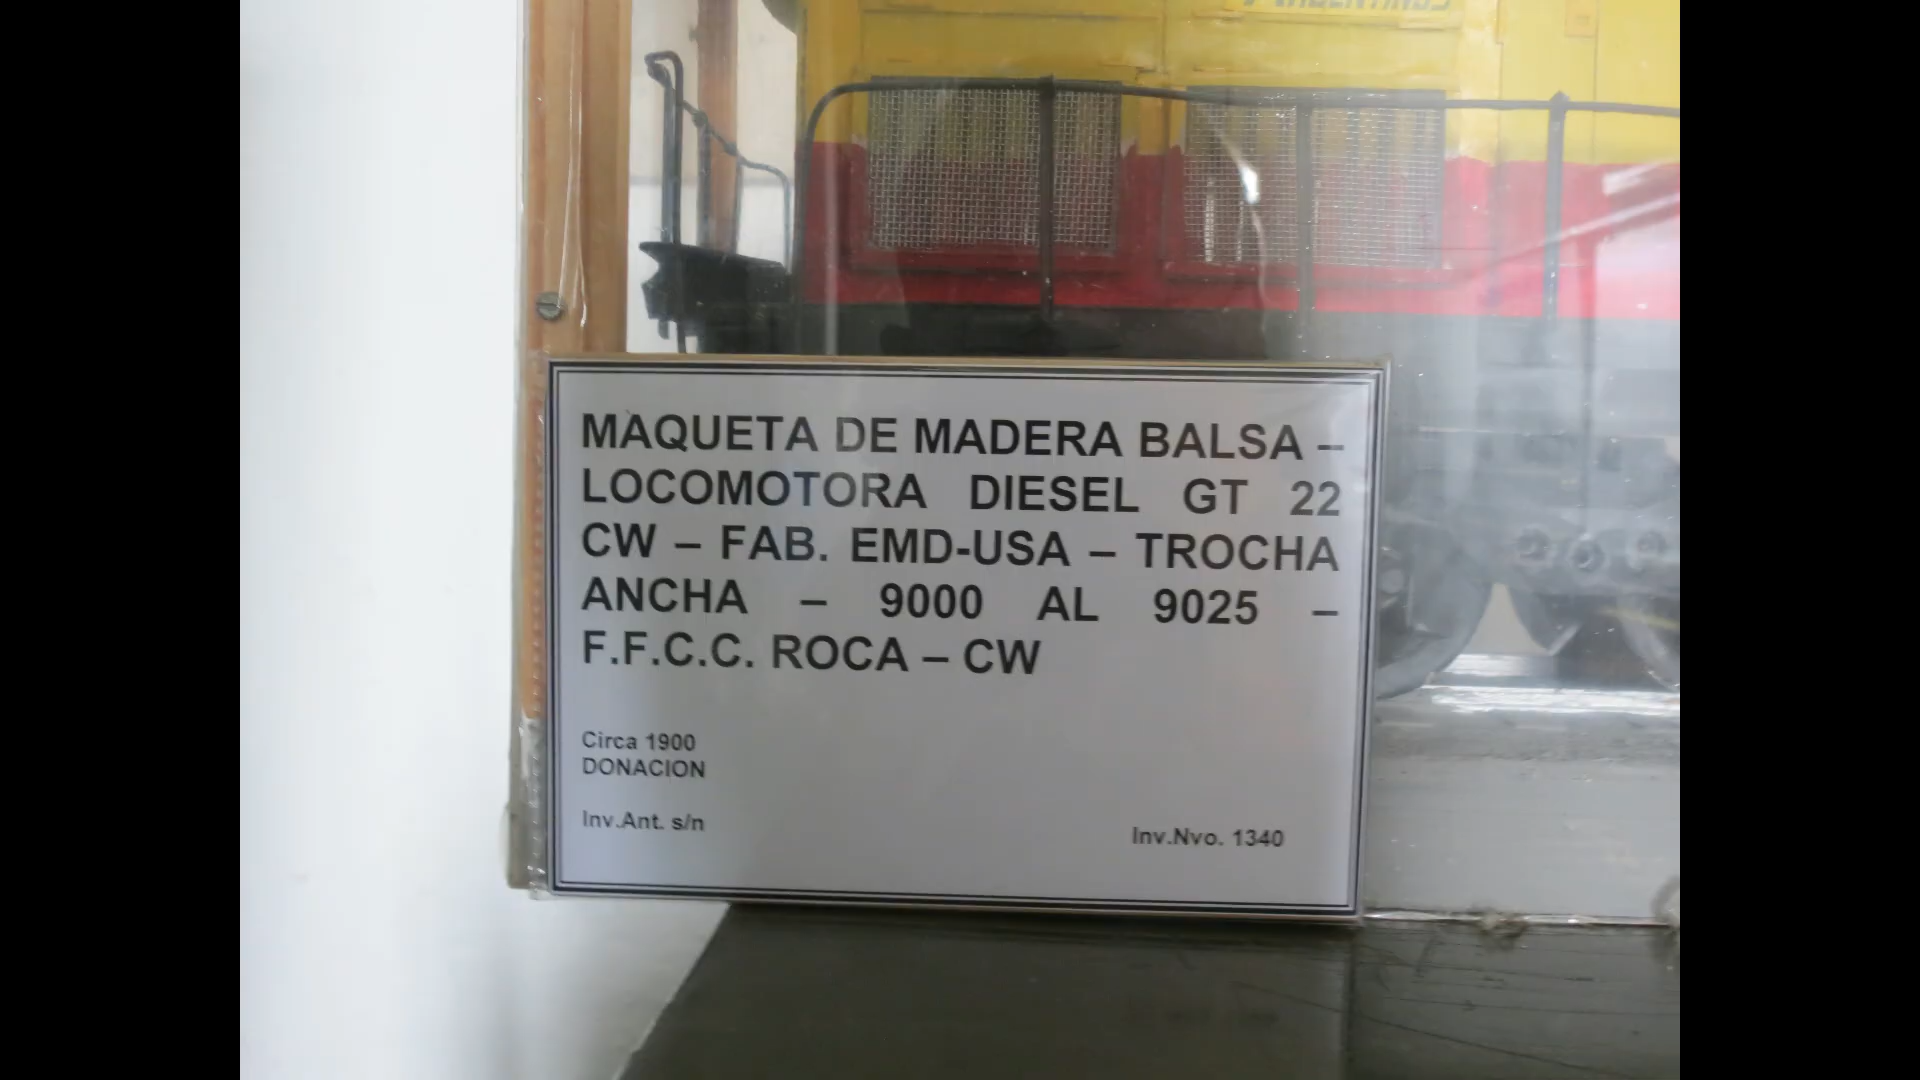 ARGENTINOS
MAQUETA DE MADERA BALSA –
LOCOMOTORA DIESEL GT 22
CW – FAB. EMD-USA – TROCHA
ANCHA – 9000 AL 9025 –
F.F.C.C. ROCA – CW
Circa 1900
DONACION
Inv.Ant. s/n
Inv.Nvo. 1340